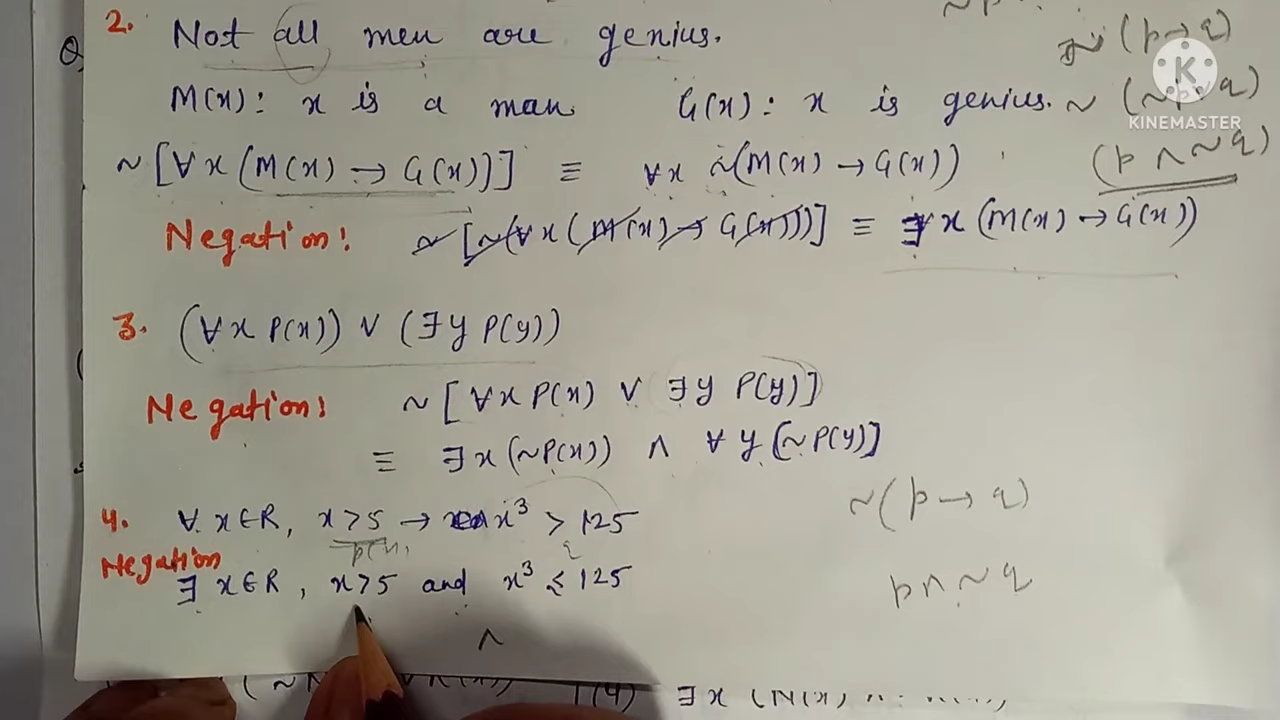 ~p
2. Not all men are genius.
(p → q)
M(x): x is a man. G(x): x is genius.
~ (~p ∨ q)
KINEMASTER
~[∀x (M(x) → G(x))] ≡ ∀x ~(M(x) → G(x))
(p ∧ ~q)
Negation: ~[~(∀x (M(x) → G(x)))] ≡ ∃x (M(x) → G(x))
3. (∀x P(x)) ∨ (∃y P(y))
Negation: ~[∀x P(x) ∨ ∃y P(y)]
≡ ∃x (~P(x)) ∧ ∀y [~P(y)]
~(p → q)
4. ∀x∈R, x>5 → x³ > 125
p(x) q
Negation
∃ x∈R, x>5 and x³ ≤ 125
p∧~q
∧
(4) ∃x